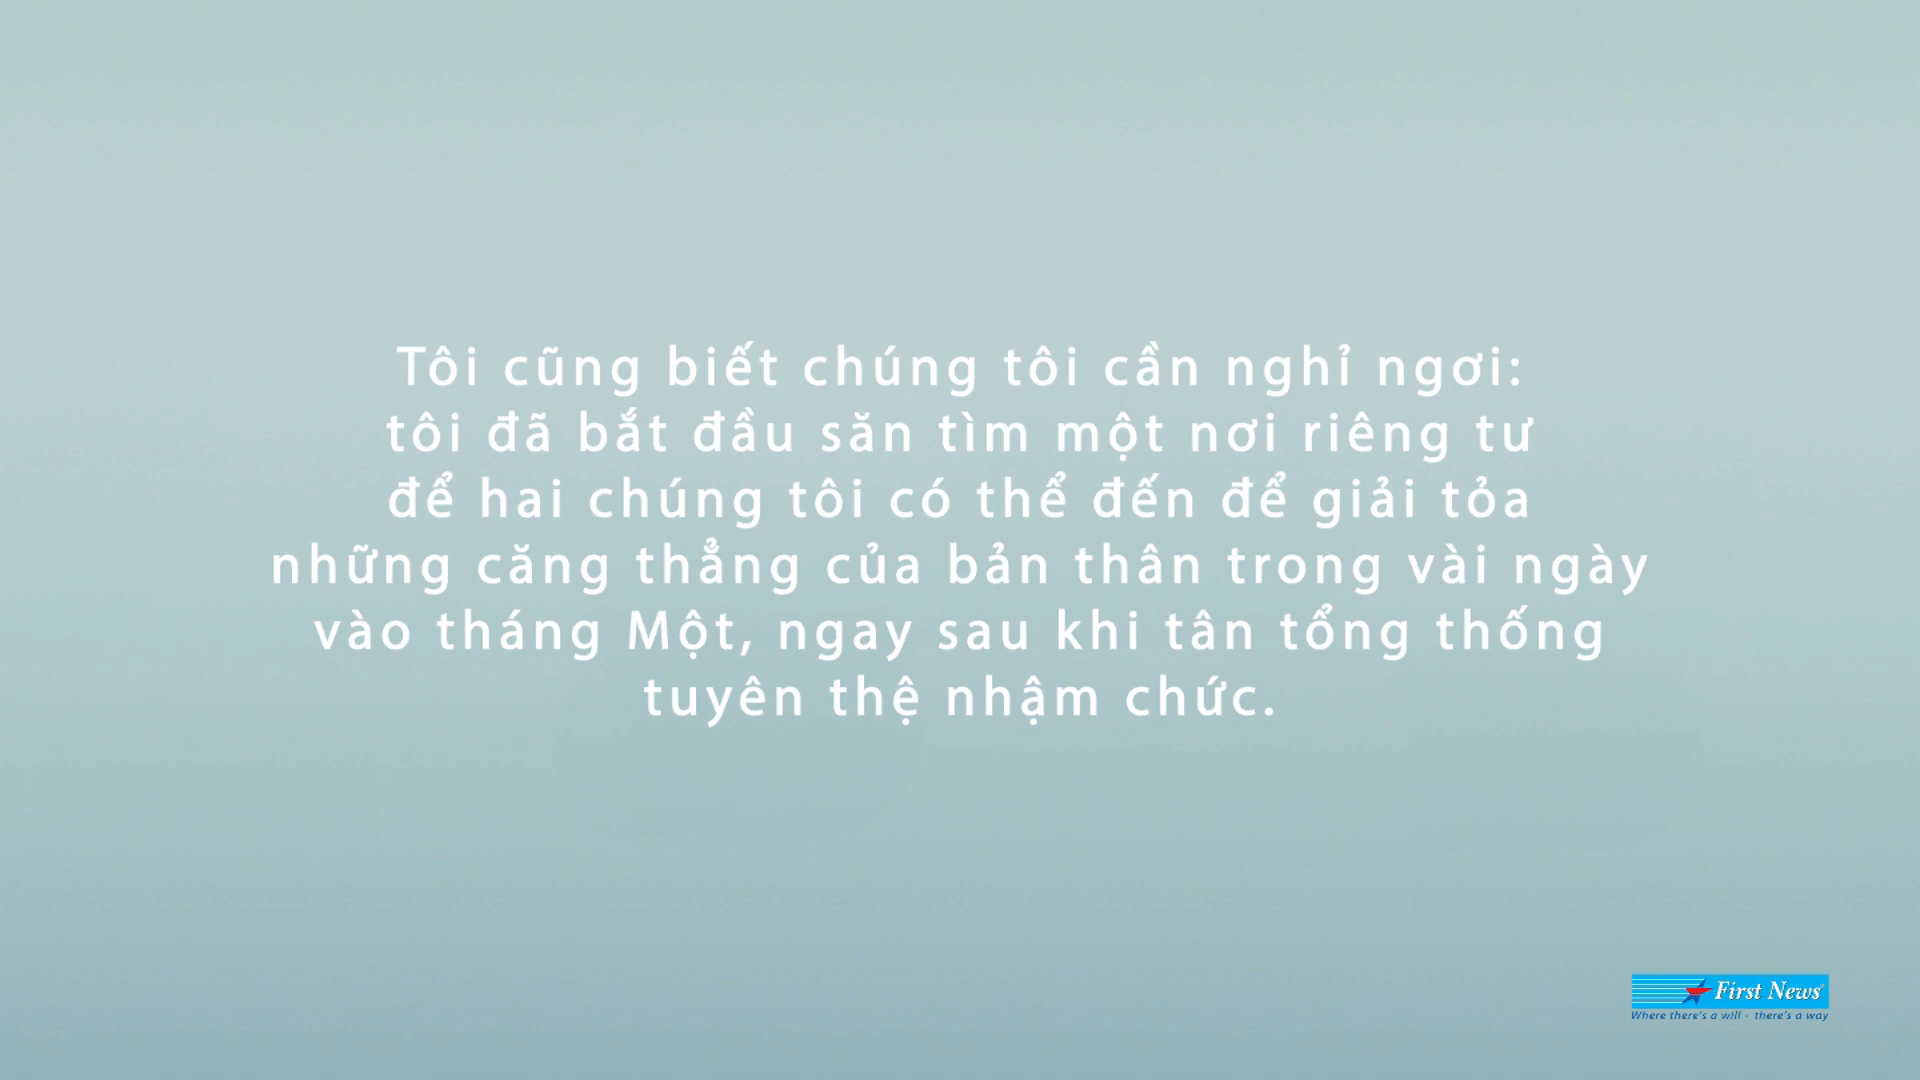 Tôi cũng biết chúng tôi cần nghỉ ngơi:
tôi đã bắt đầu săn tìm một nơi riêng tư
để hai chúng tôi có thể đến để giải tỏa
những căng thẳng của bản thân trong vài ngày
vào tháng Một, ngay sau khi tân tổng thống
tuyên thệ nhậm chức.
First News®
Where there's a will - there's a way